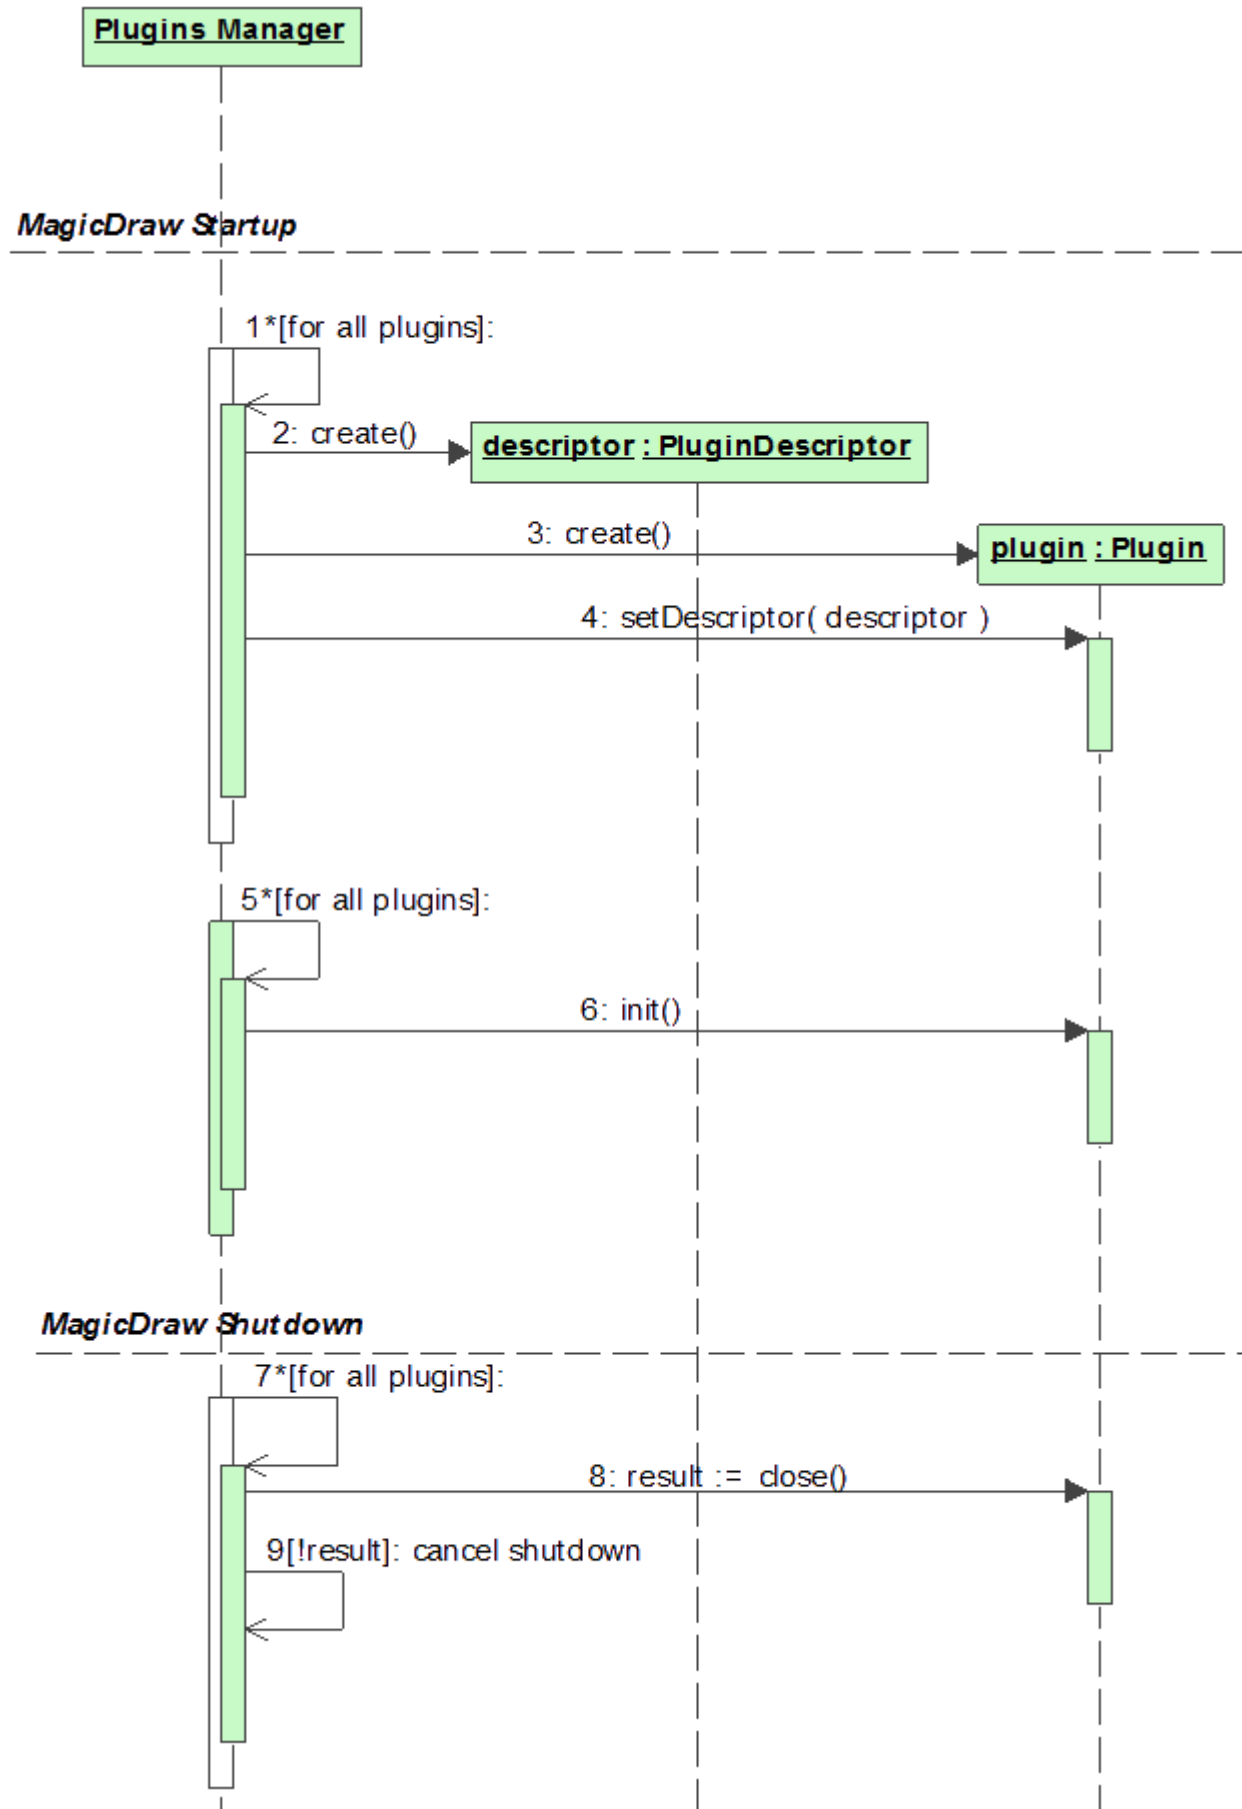 Plugins Manager
MagicDraw Startup
1*[for all plugins]:
2: create()
descriptor : PluginDescriptor
3: create()
plugin : Plugin
4: setDescriptor( descriptor )
5*[for all plugins]:
6: init()
MagicDraw Shutdown
7*[for all plugins]:
8: result := close()
9[!result]: cancel shutdown